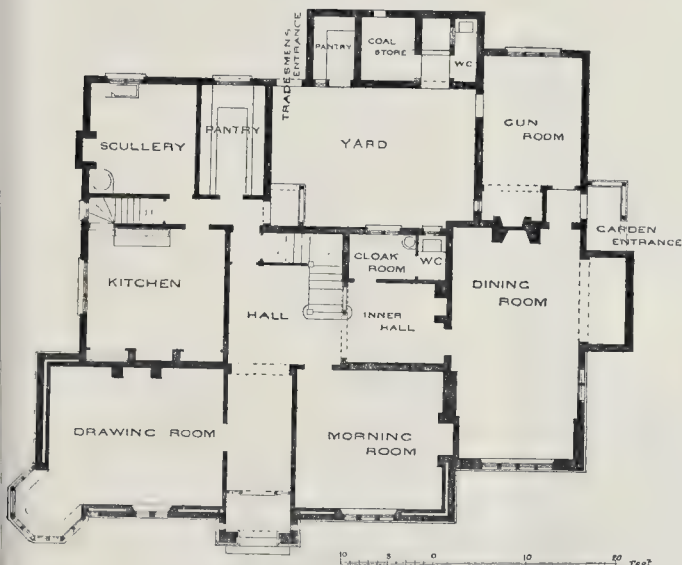 TRADESMENS
ENTRANCE
PANTRY
COAL
STORE
W.C
SCULLERY
PANTRY
YARD
GUN
ROOM
GARDEN
ENTRANCE
CLOAK
ROOM
WC
KITCHEN
HALL
INNER
HALL
DINING
ROOM
DRAWING ROOM
MORNING
ROOM
10 5 0 10 20 Feet